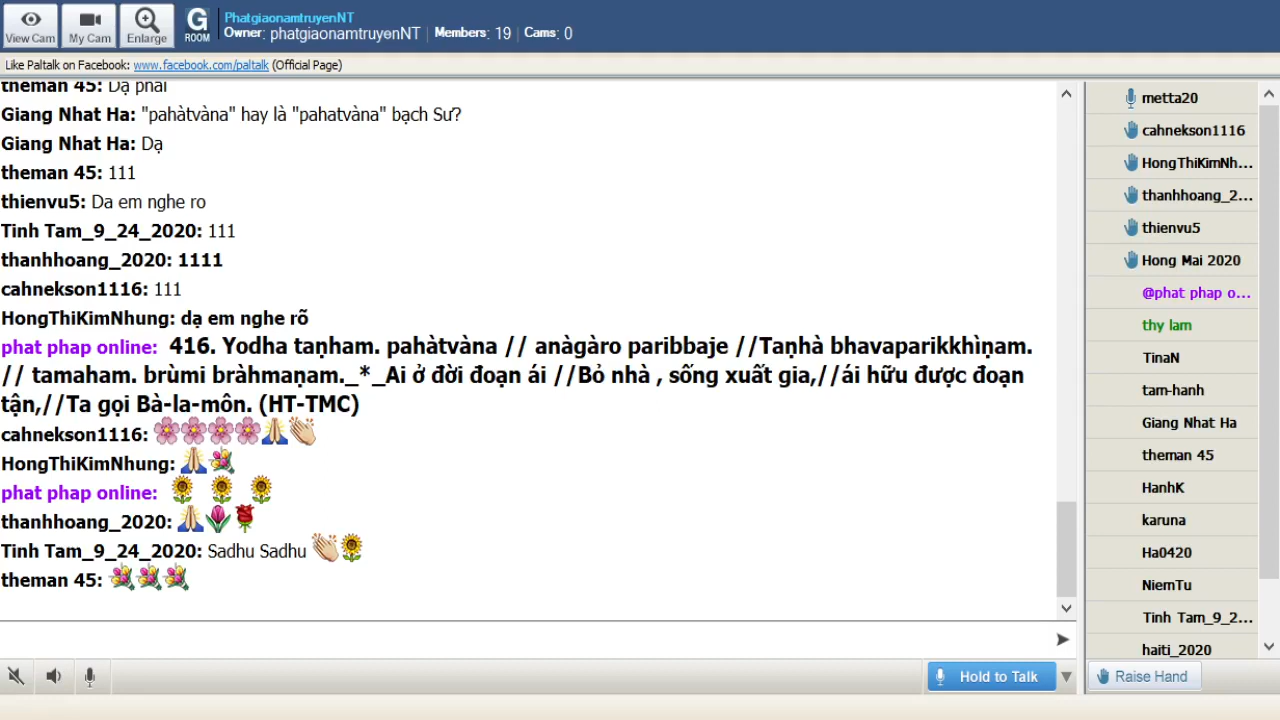 View Cam
My Cam
Enlarge
G
ROOM
PhatgiaonamtruyenNT
Owner: phatgiaonamtruyenNT | Members: 19 | Cams: 0
Like Paltalk on Facebook: www.facebook.com/paltalk (Official Page)
theman 45: Dạ phải
Giang Nhat Ha: "pahàtvàna" hay là "pahatvàna" bạch Sư?
Giang Nhat Ha: Dạ
theman 45: 111
thienvu5: Da em nghe ro
Tinh Tam_9_24_2020: 111
thanhhoang_2020: 1111
cahnekson1116: 111
HongThiKimNhung: dạ em nghe rõ
phat phap online: 416. Yodha taṇham. pahàtvàna // anàgàro paribbaje //Taṇhà bhavaparikkhìṇam.
// tamaham. brùmi bràhmaṇam._*_Ai ở đời đoạn ái //Bỏ nhà , sống xuất gia,//ái hữu được đoạn
tận,//Ta gọi Bà-la-môn. (HT-TMC)
cahnekson1116:
HongThiKimNhung:
phat phap online:
thanhhoang_2020:
Tinh Tam_9_24_2020: Sadhu Sadhu
theman 45:
metta20
cahnekson1116
HongThiKimNh...
thanhhoang_2...
thienvu5
Hong Mai 2020
@phat phap o...
thy lam
TinaN
tam-hanh
Giang Nhat Ha
theman 45
HanhK
karuna
Ha0420
NiemTu
Tinh Tam_9_2...
haiti_2020
Hold to Talk
Raise Hand